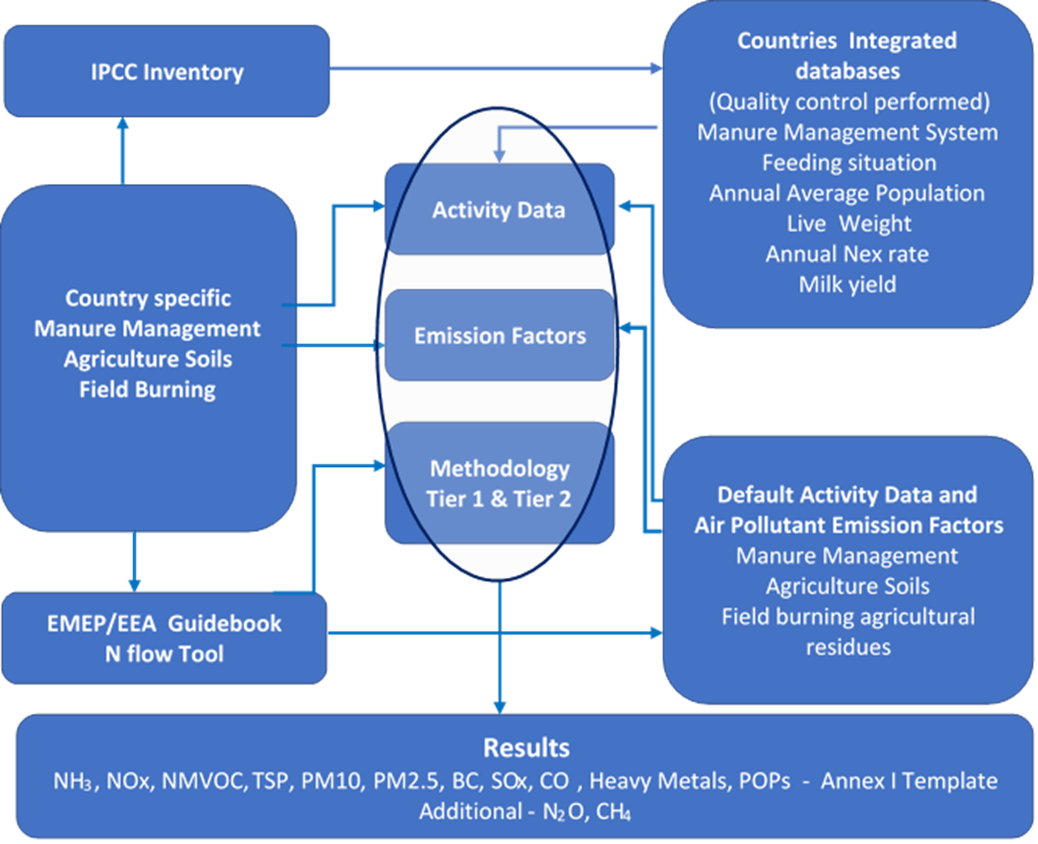 IPCC Inventory
Countries Integrated
databases
(Quality control performed)
Manure Management System
Feeding situation
Annual Average Population
Live Weight
Annual Nex rate
Milk yield
Activity Data
Country specific
Manure Management
Agriculture Soils
Field Burning
Emission Factors
Methodology
Tier 1 & Tier 2
Default Activity Data and
Air Pollutant Emission Factors
Manure Management
Agriculture Soils
Field burning agricultural
residues
EMEP/EEA Guidebook
N flow Tool
Results
NH₃, NOx, NMVOC, TSP, PM10, PM2.5, BC, SOx, CO , Heavy Metals, POPs - Annex I Template
Additional - N₂O, CH₄